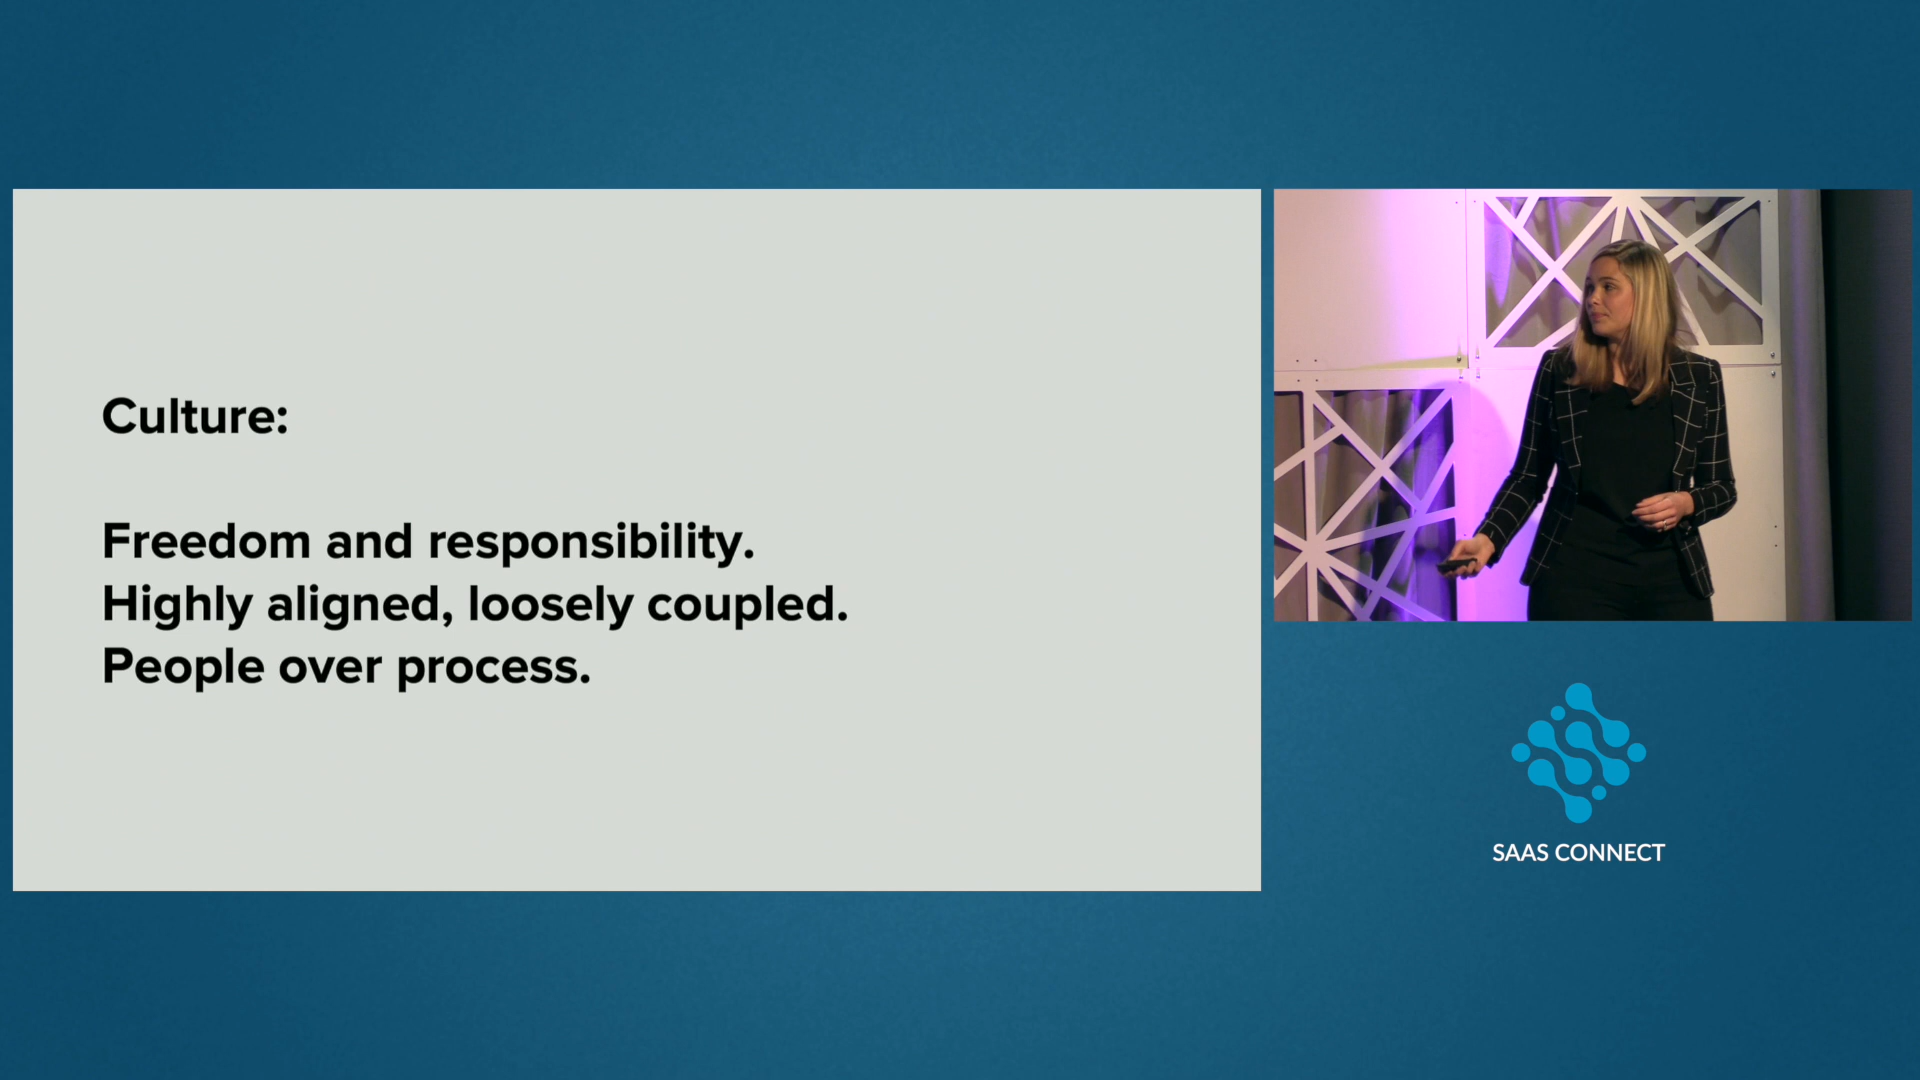 Culture:
Freedom and responsibility.
Highly aligned, loosely coupled.
People over process.
SAAS CONNECT